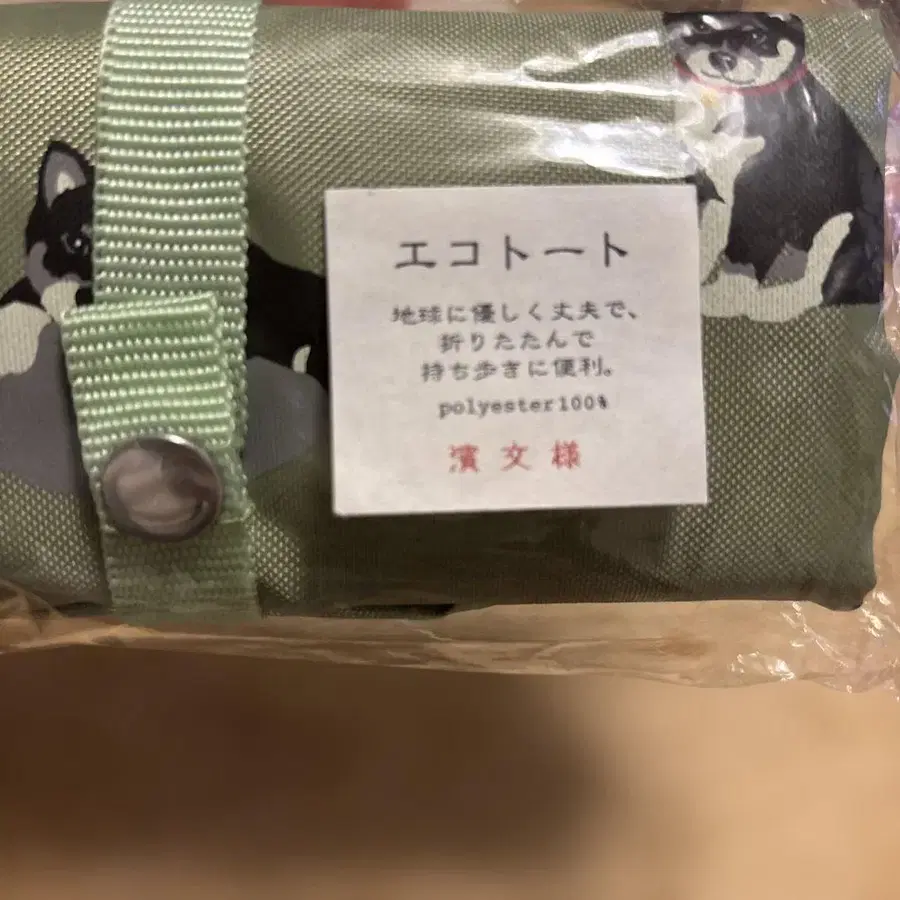 エコトート
地球に優しく丈夫で、
折りたたんで
持ち歩きに便利。
polyester100%
濱文様